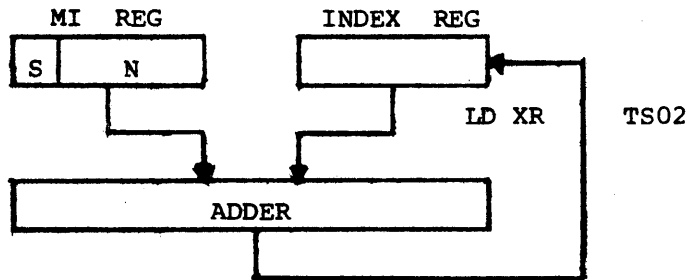 MI REG
INDEX REG
S
N
LD XR
TS02
ADDER